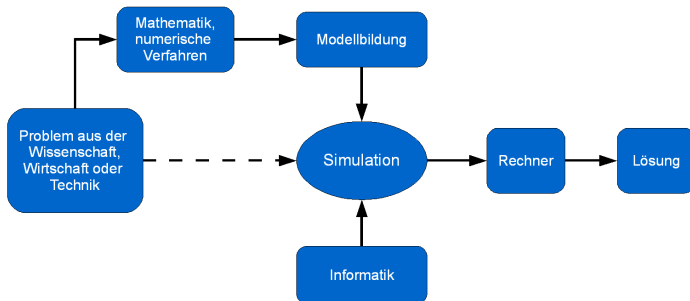 Mathematik,
numerische
Verfahren
Modellbildung
Problem aus der
Wissenschaft,
Wirtschaft oder
Technik
Simulation
Rechner
Lösung
Informatik